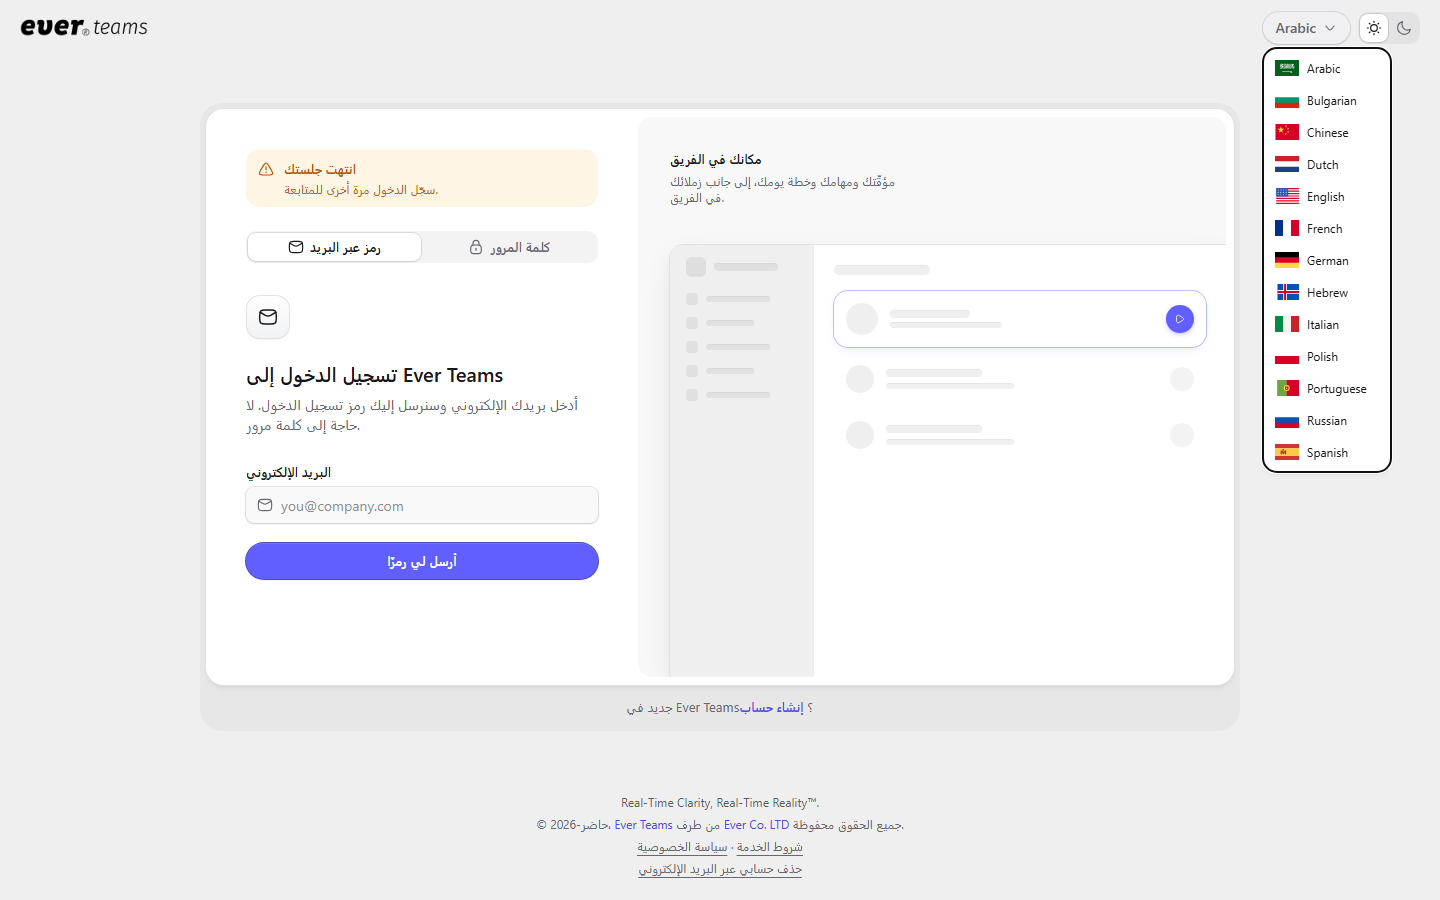 ever® teams
Arabic
Arabic
Bulgarian
Chinese
Dutch
English
French
German
Hebrew
Italian
Polish
Portuguese
Russian
Spanish
انتهت جلستك
سجّل الدخول مرة أخرى للمتابعة.
رمز عبر البريد
كلمة المرور
تسجيل الدخول إلى Ever Teams
أدخل بريدك الإلكتروني وسنرسل إليك رمز تسجيل الدخول. لا
حاجة إلى كلمة مرور.
البريد الإلكتروني
you@company.com
أرسل لي رمزًا
مكانك في الفريق
مؤقّتك ومهامك وخطة يومك، إلى جانب زملائك
في الفريق.
جديد في Ever Teams؟ إنشاء حساب
Real-Time Clarity, Real-Time Reality™.
© 2026-حاضر، Ever Teams من طرف Ever Co. LTD جميع الحقوق محفوظة.
شروط الخدمة · سياسة الخصوصية
حذف حسابي عبر البريد الإلكتروني